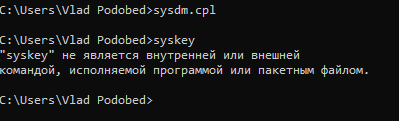 C:\Users\Vlad Podobed>sysdm.cpl
C:\Users\Vlad Podobed>syskey
"syskey" не является внутренней или внешней
командой, исполняемой программой или пакетным файлом.
C:\Users\Vlad Podobed>